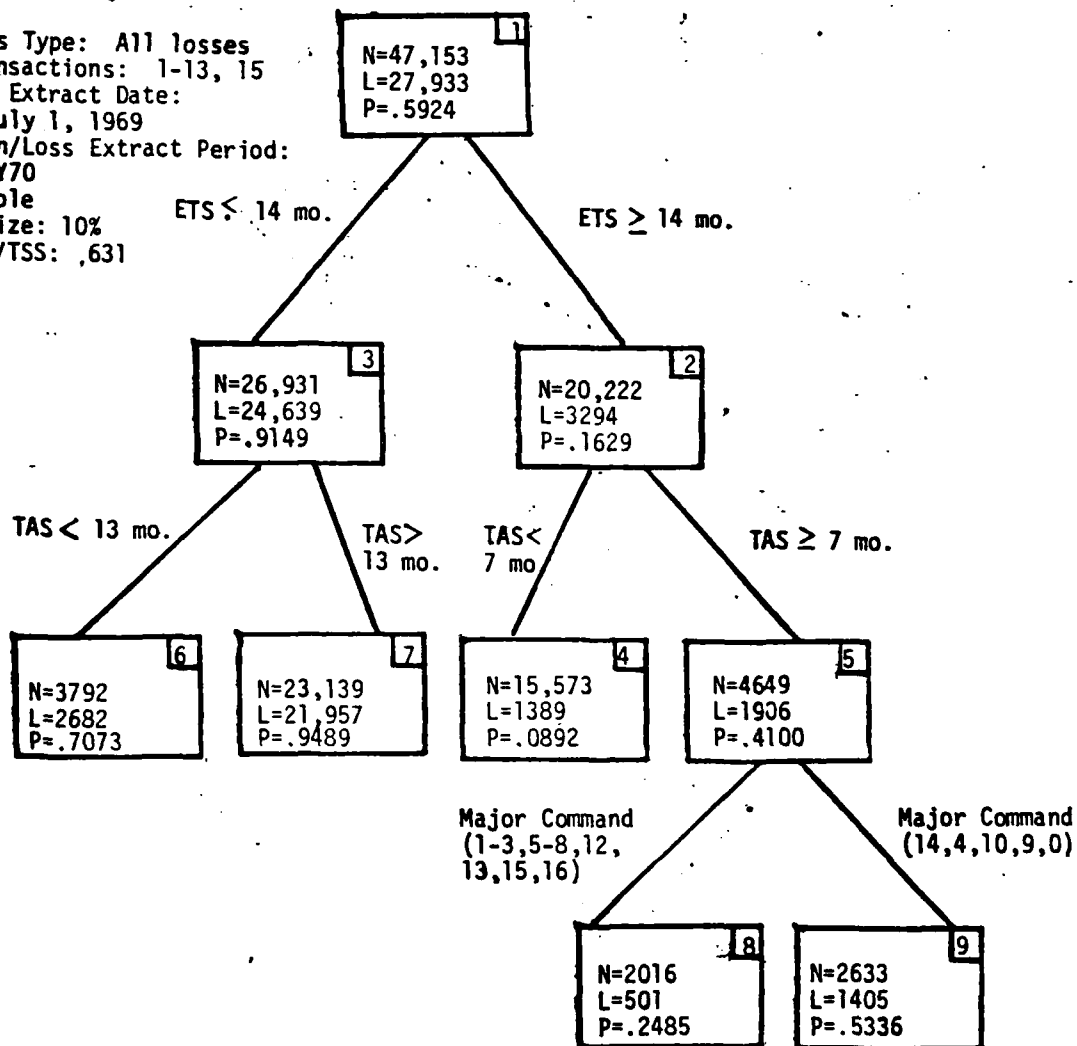 s Type: All losses
nsactions: 1-13, 15
Extract Date:
uly 1, 1969
n/Loss Extract Period:
Y70
ple
ize: 10%
/TSS: ,631
1
N=47,153
L=27,933
P=.5924
ETS ≤ 14 mo.
ETS ≥ 14 mo.
3
N=26,931
L=24,639
P=.9149
2
N=20,222
L=3294
P=.1629
TAS < 13 mo.
TAS>
13 mo.
TAS<
7 mo
TAS ≥ 7 mo.
6
N=3792
L=2682
P=.7073
7
N=23,139
L=21,957
P=.9489
4
N=15,573
L=1389
P=.0892
5
N=4649
L=1906
P=.4100
Major Command
(1-3,5-8,12,
13,15,16)
Major Command
(14,4,10,9,0)
8
N=2016
L=501
P=.2485
9
N=2633
L=1405
P=.5336